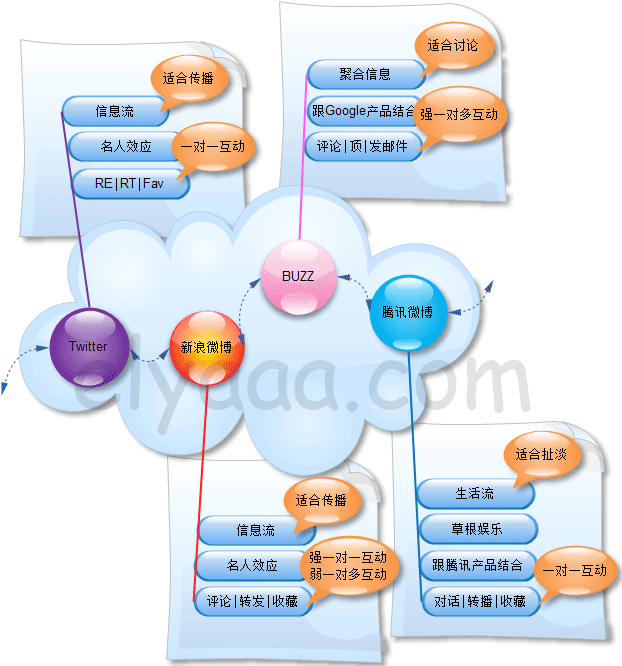 适合传播
信息流
名人效应
一对一互动
RE|RT|Fav
适合讨论
聚合信息
跟Google产品结合
强一对多互动
评论|顶|发邮件
BUZZ
腾讯微博
Twitter
新浪微博
elyaaa.com
适合传播
信息流
名人效应
强一对一互动
弱一对多互动
评论|转发|收藏
适合扯淡
生活流
草根娱乐
跟腾讯产品结合
一对一互动
对话|转播|收藏